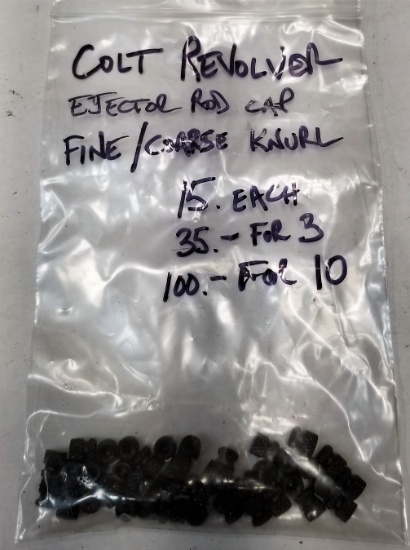 COLT REVOLVER
EJECTOR ROD CAP
FINE/COARSE KNURL
15. EACH
35.- FOR 3
100.- FOR 10